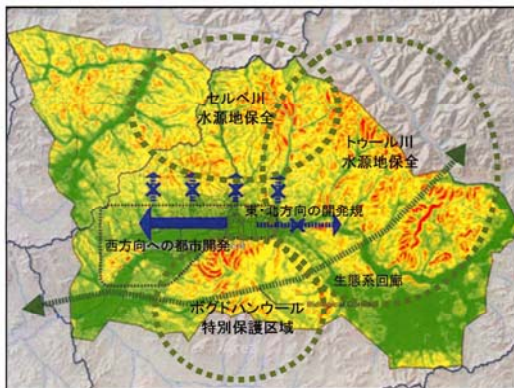 セルベ川
水源地保全
トゥール川
水源地保全
東・北方向の開発規
西方向への都市開発
生態系回廊
ボグドハンウール
特別保護区域